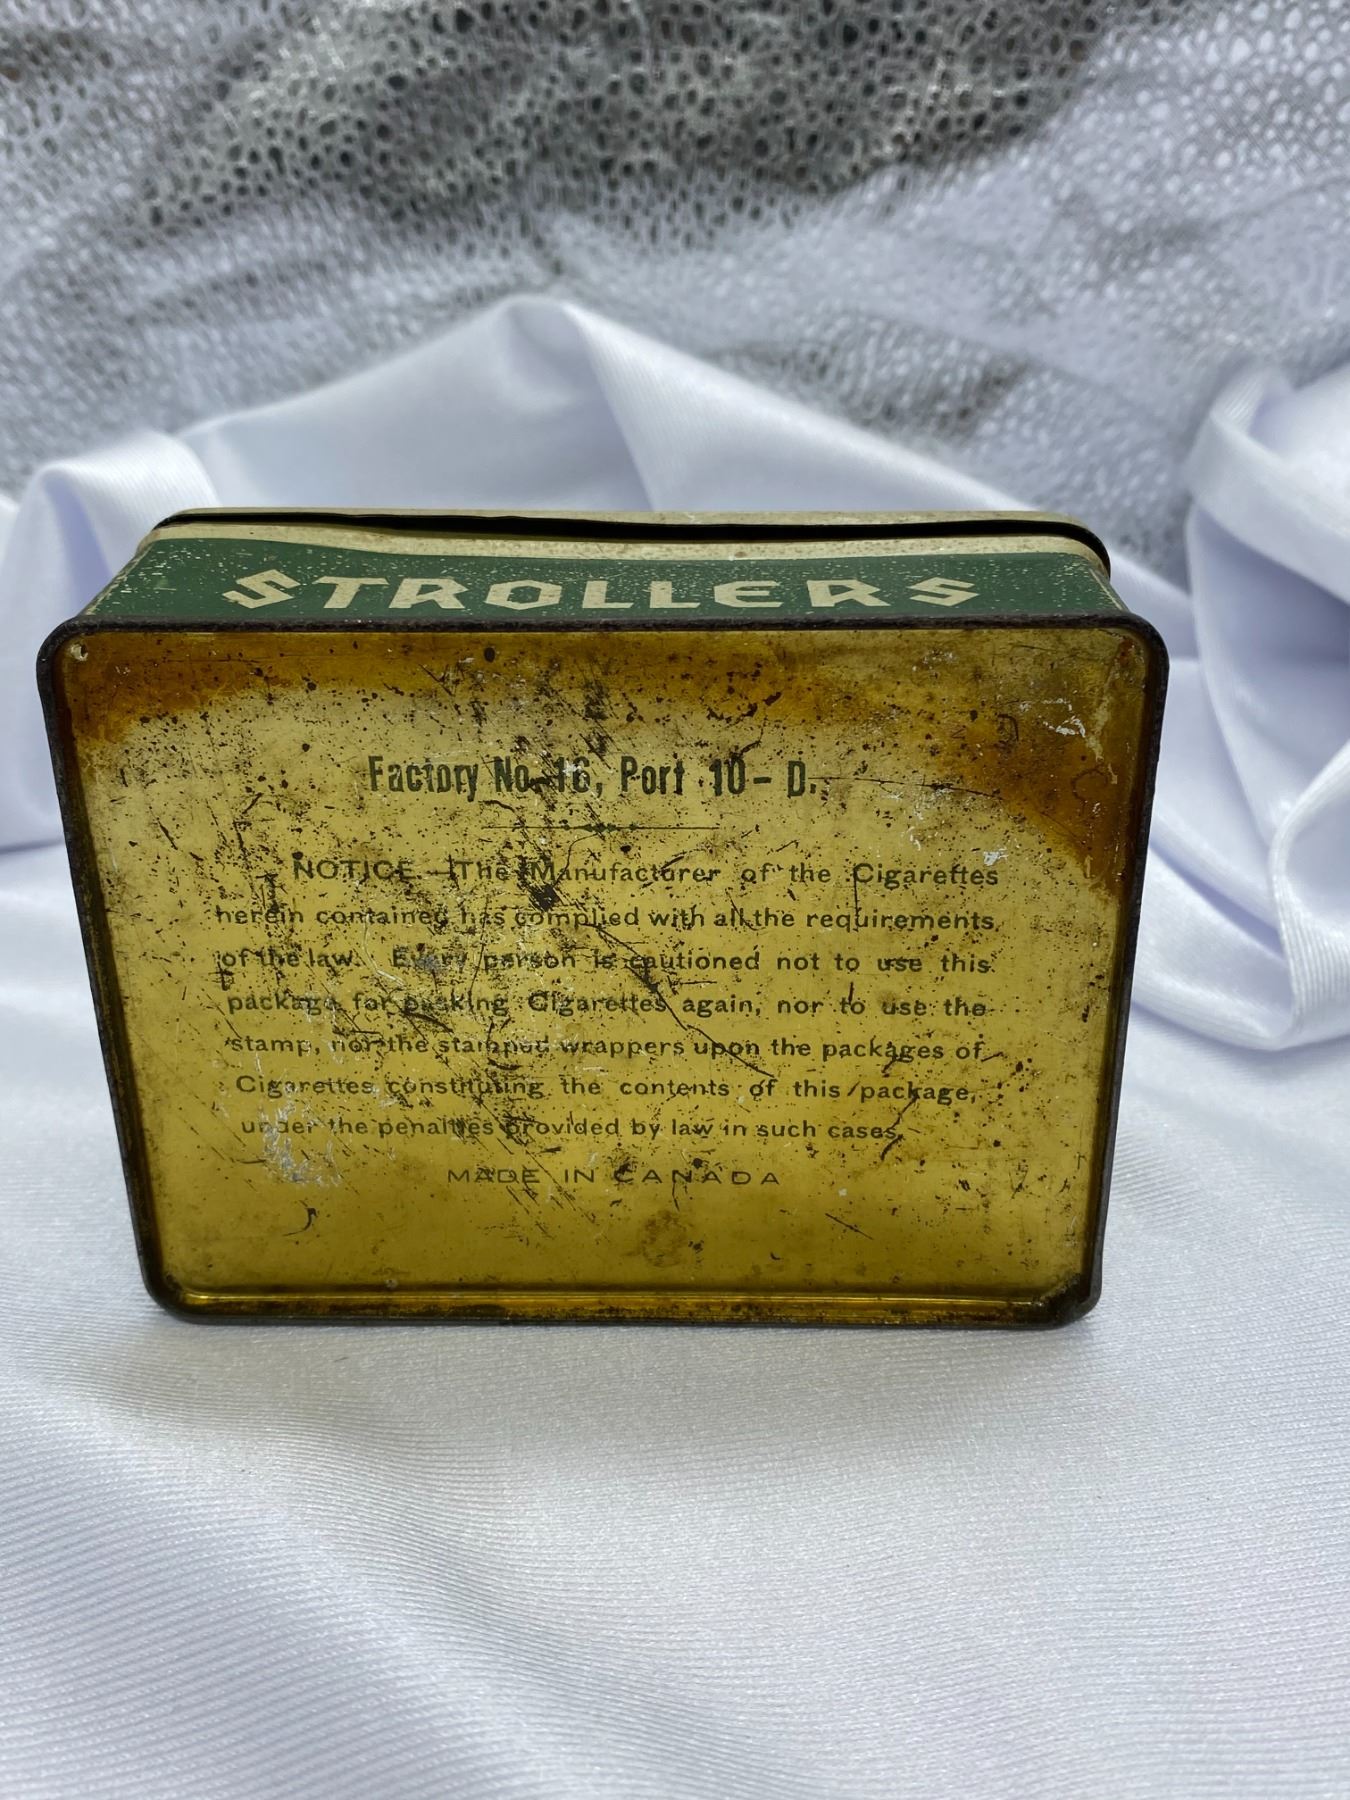 STROLLERS
Factory No. 16, Port 10 - D.
NOTICE - The Manufacturer of the Cigarettes
herein contained has complied with all the requirements
of the law. Every person is cautioned not to use this
package for packing Cigarettes again, nor to use the
stamp, nor the stamped wrappers upon the packages of
Cigarettes constituting the contents of this package,
under the penalties provided by law in such cases.
MADE IN CANADA